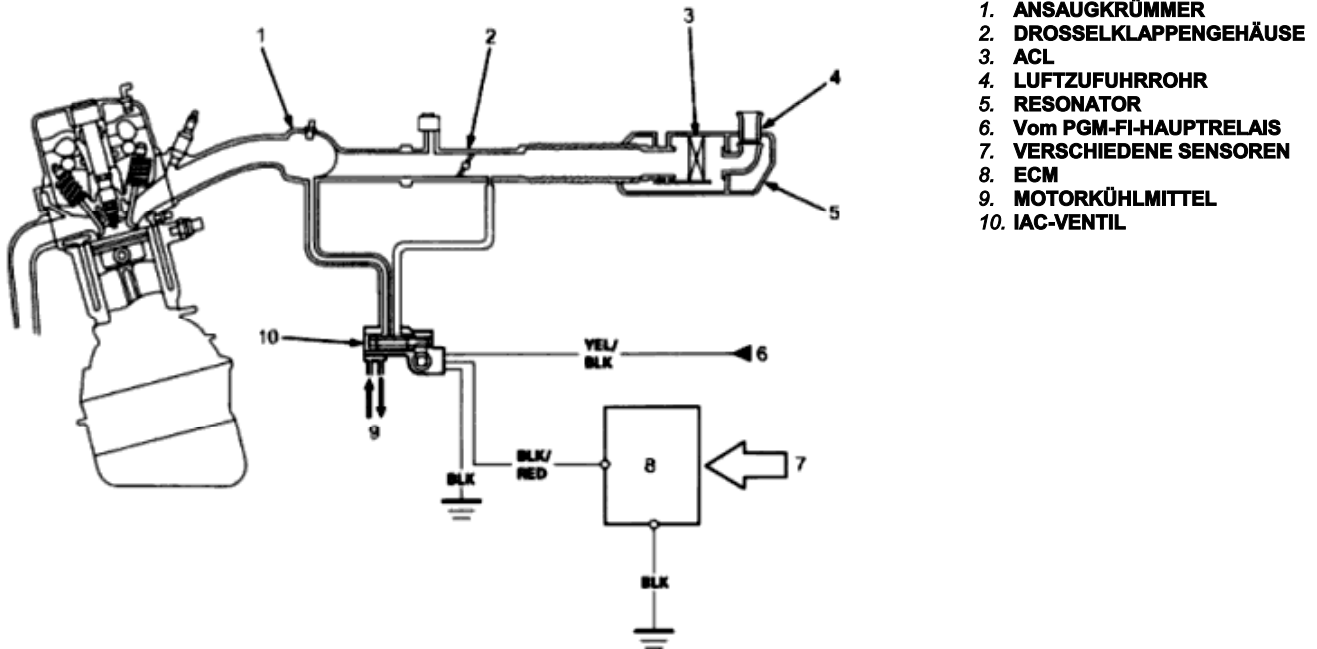 1. ANSAUGKRÜMMER
2. DROSSELKLAPPENGEHÄUSE
3. ACL
4. LUFTZUFUHRROHR
5. RESONATOR
6. Vom PGM-FI-HAUPTRELAIS
7. VERSCHIEDENE SENSOREN
8. ECM
9. MOTORKÜHLMITTEL
10. IAC-VENTIL
1
2
3
4
5
10
YEL/
BLK
6
9
BLK/
RED
8
7
BLK
BLK